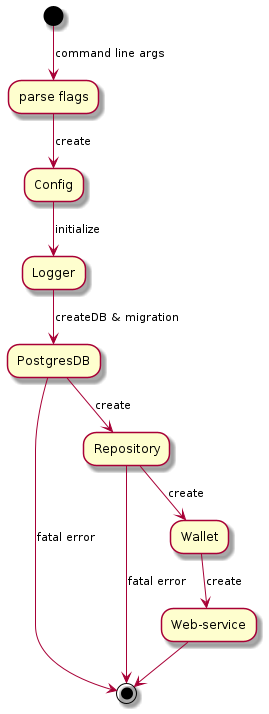 command line args
parse flags
create
Config
initialize
Logger
createDB & migration
PostgresDB
create
Repository
create
Wallet
fatal error
fatal error
create
Web-service